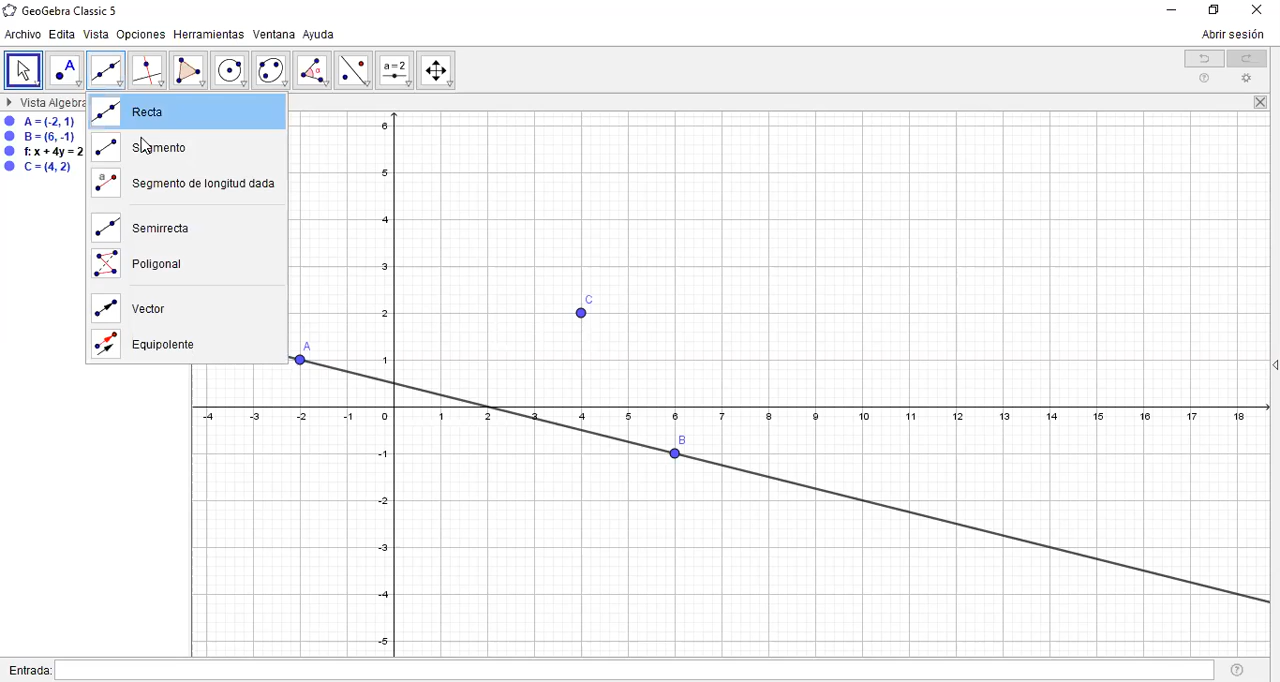 GeoGebra Classic 5
Archivo Edita Vista Opciones Herramientas Ventana Ayuda
Abrir sesión
A
α
a=2
Vista Algebra
A = (-2, 1)
B = (6, -1)
f: x + 4y = 2
C = (4, 2)
Recta
Segmento
a
Segmento de longitud dada
Semirrecta
Poligonal
Vector
Equipolente
6
5
4
3
2
1
C
A
B
-4 -3 -2 -1 0 1 2 3 4 5 6 7 8 9 10 11 12 13 14 15 16 17 18
-1
-2
-3
-4
-5
Entrada: